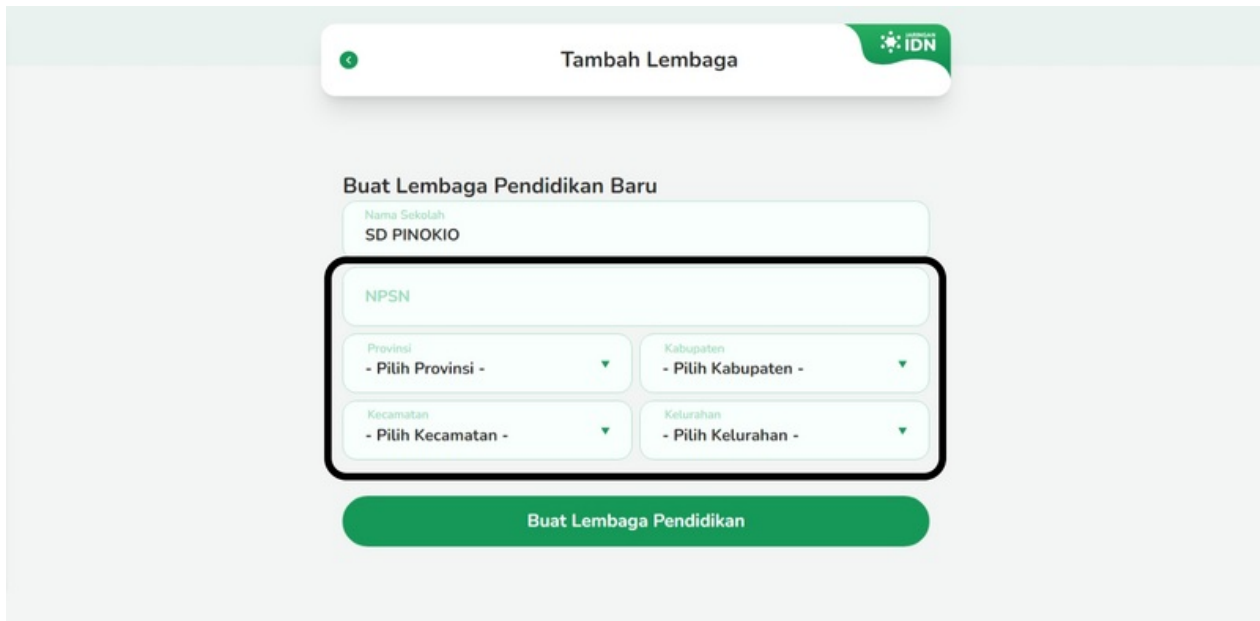 Tambah Lembaga
JARINGAN
IDN
Buat Lembaga Pendidikan Baru
Nama Sekolah
SD PINOKIO
NPSN
Provinsi
- Pilih Provinsi -
Kabupaten
- Pilih Kabupaten -
Kecamatan
- Pilih Kecamatan -
Kelurahan
- Pilih Kelurahan -
Buat Lembaga Pendidikan